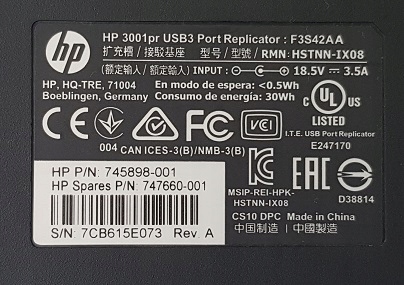 hp
HP 3001pr USB3 Port Replicator : F3S42AA
扩充槽 / 接駁基座 型号 / 型號/ RMN: HSTNN-IX08
(额定输入 / 額定輸入) INPUT : 18.5V ⎓ 3.5A
HP, HQ-TRE, 71004
Boeblingen, Germany
En modo de espera: <0.5Wh
Consumo de energía: 30Wh
C UL US
LISTED
I.T.E. USB Port Replicator
E247170
CE FC VCI
004 CAN ICES-3(B)/NMB-3(B)
HP P/N: 745898-001
HP Spares P/N: 747660-001
S/N: 7CB615E073 Rev. A
MSIP-REI-HPK-
HSTNN-IX08
EAC
D38814
CS10 DPC Made in China
中国制造 | 中國製造